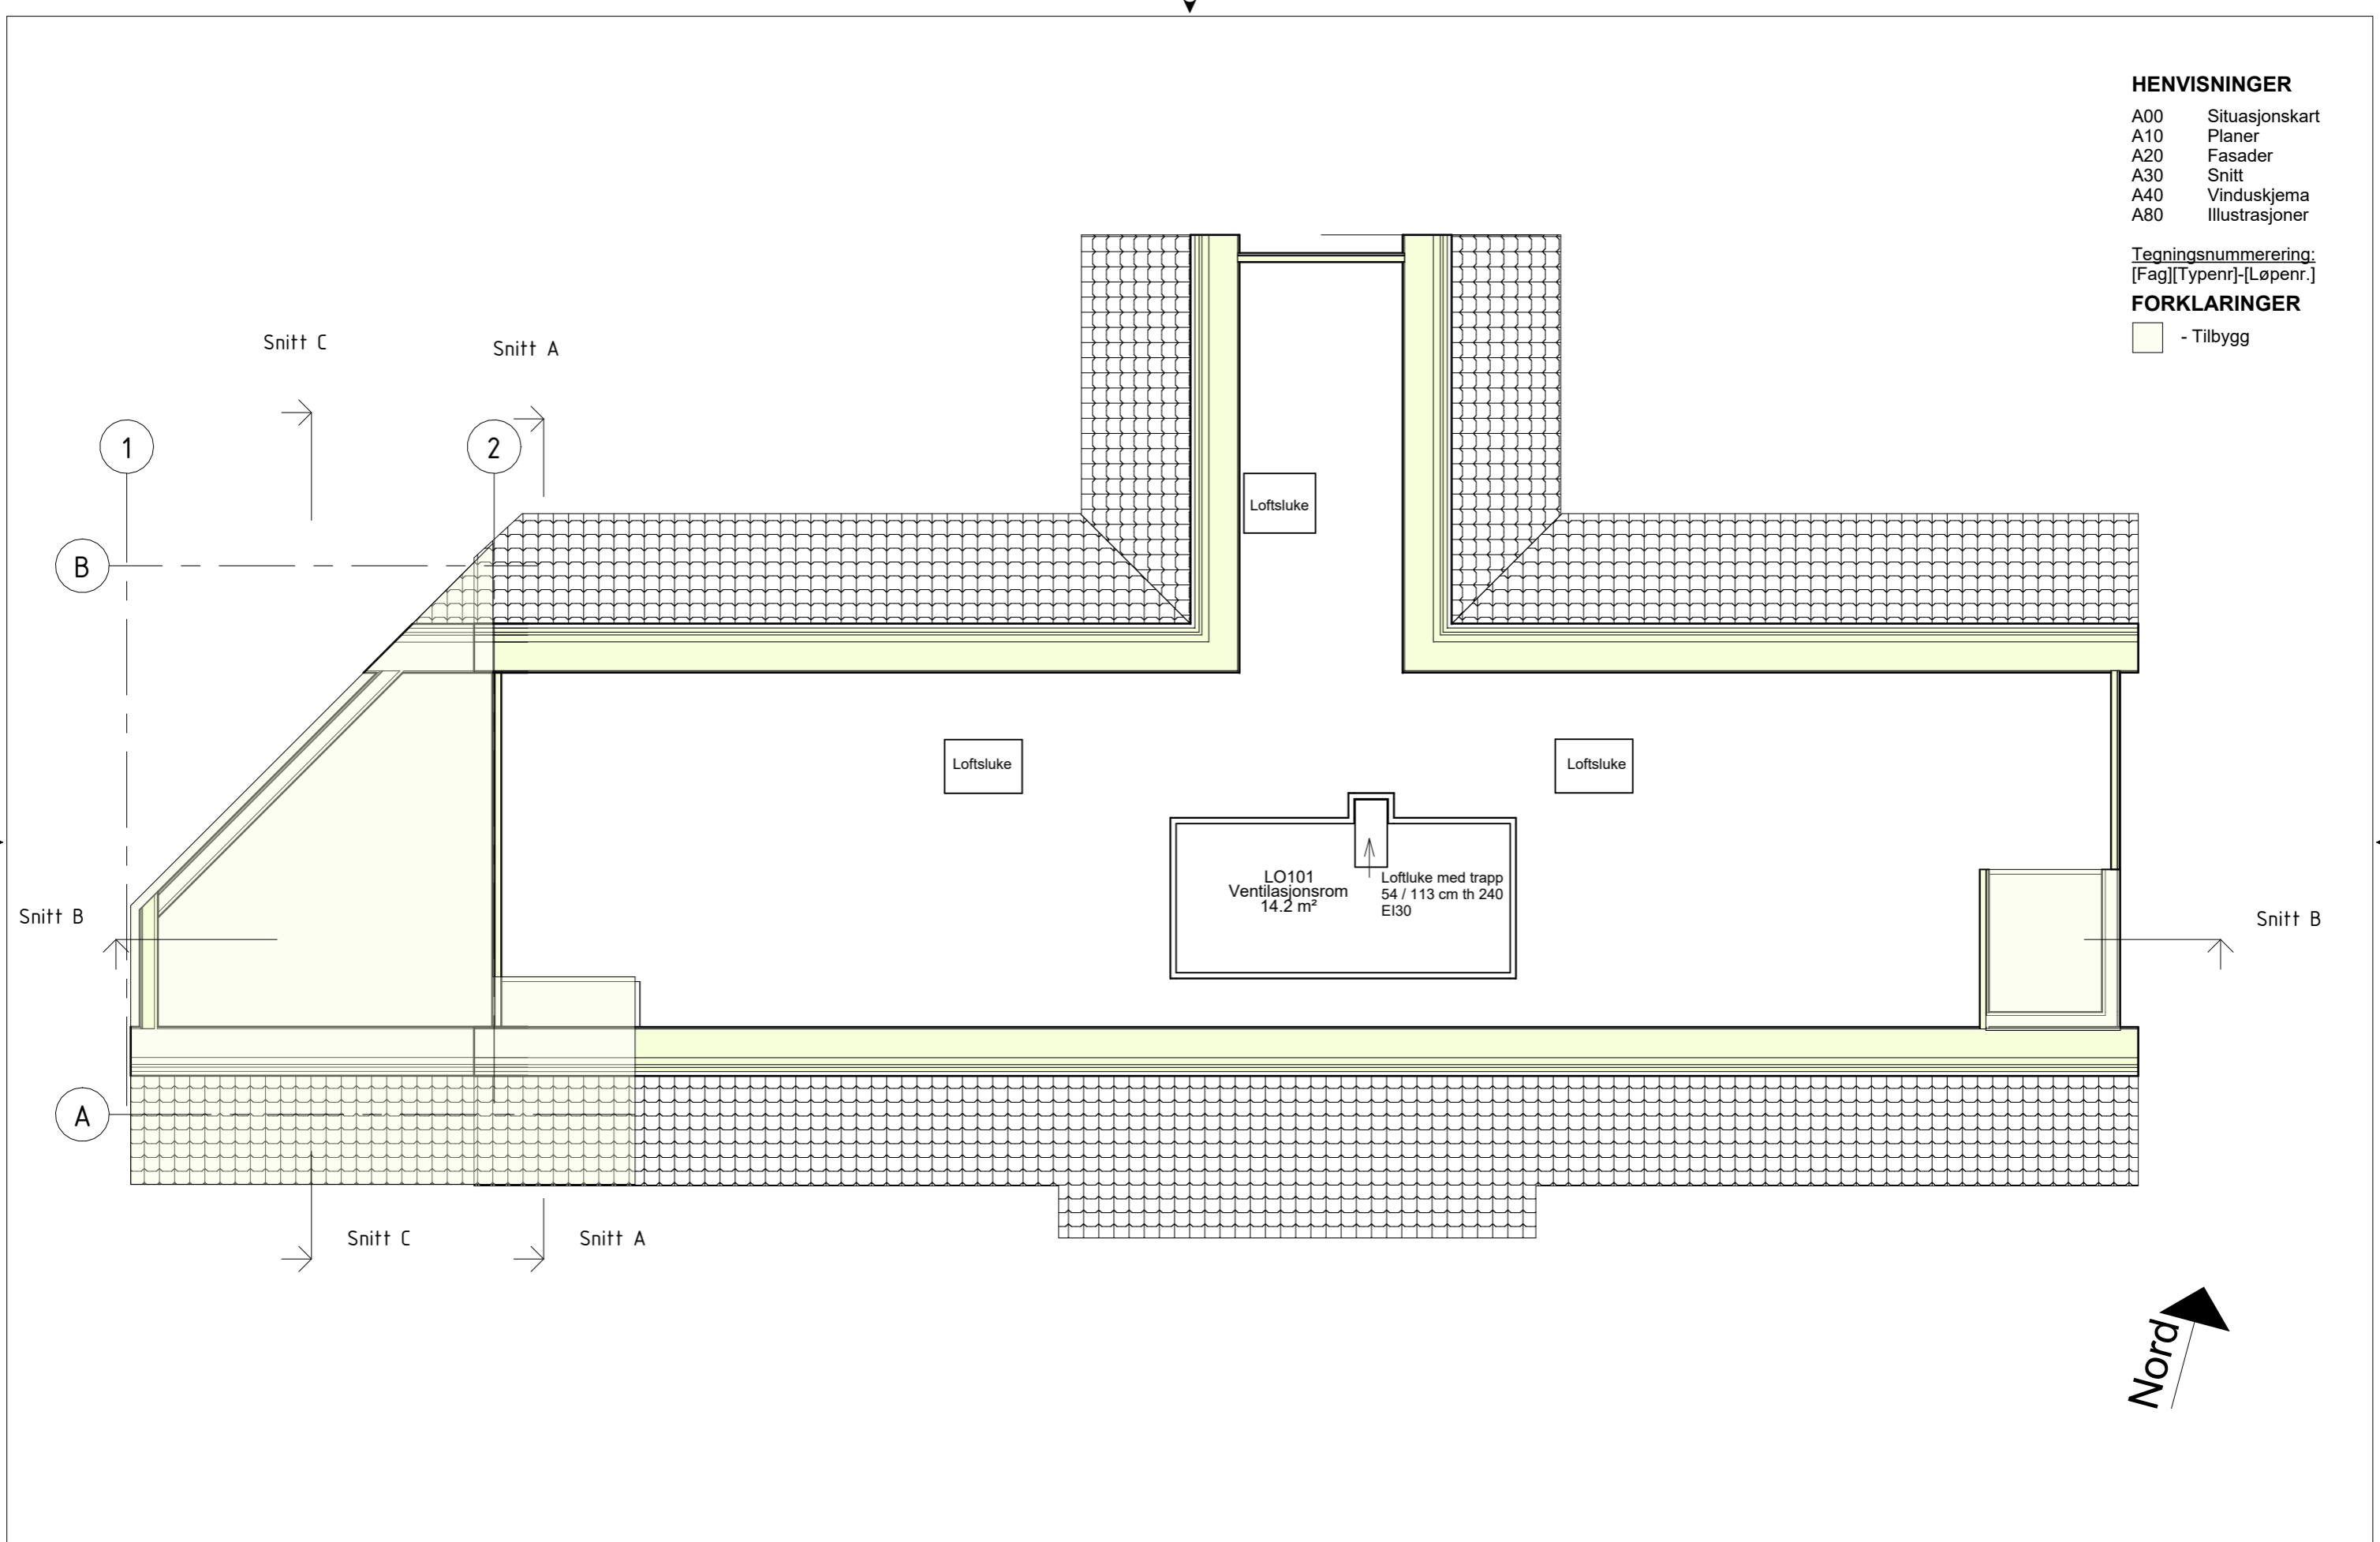 HENVISNINGER
A00 Situasjonskart
A10 Planer
A20 Fasader
A30 Snitt
A40 Vinduskjema
A80 Illustrasjoner
Tegningsnummerering:
[Fag][Typenr]-[Løpenr.]
FORKLARINGER
- Tilbygg
Snitt C
Snitt A
1
2
B
Loftsluke
Loftsluke
Loftsluke
LO101
Ventilasjonsrom
14.2 m²
Loftluke med trapp
54 / 113 cm th 240
EI30
Snitt B
Snitt B
A
Snitt C
Snitt A
Nord